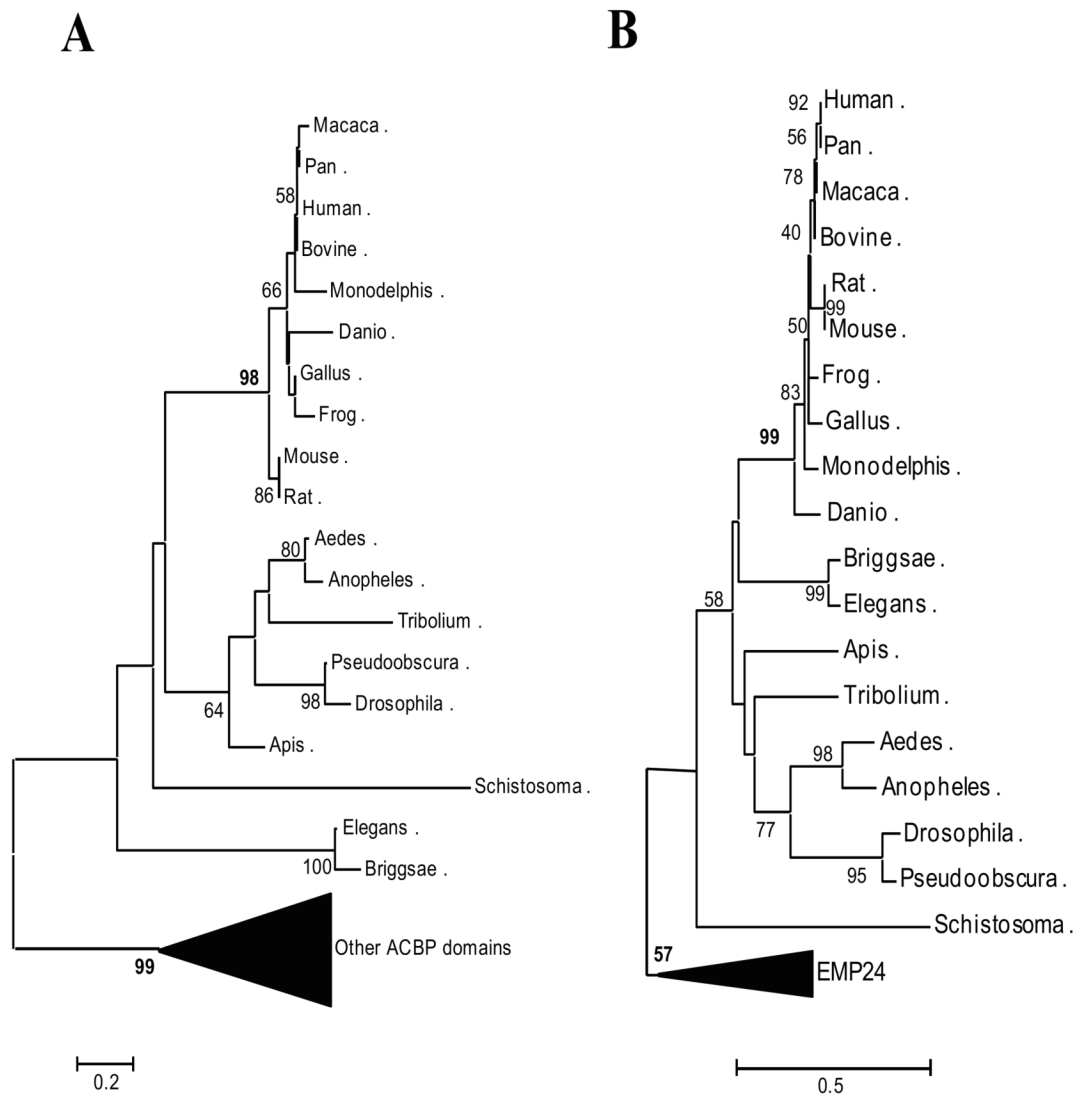 A
Macaca .
Pan .
58
Human .
Bovine .
66
Monodelphis .
Danio .
98
Gallus .
Frog .
Mouse .
86
Rat .
80
Aedes .
Anopheles .
Tribolium .
Pseudoobscura .
98
Drosophila .
64
Apis .
Schistosoma .
Elegans .
100
Briggsae .
Other ACBP domains
99
0.2
B
92
Human .
56
Pan .
78
Macaca .
40
Bovine .
Rat .
99
50
Mouse .
Frog .
83
Gallus .
99
Monodelphis .
Danio .
Briggsae .
99
58
Elegans .
Apis .
Tribolium .
98
Aedes .
Anopheles .
77
Drosophila .
95
Pseudoobscura .
Schistosoma .
57
EMP24
0.5